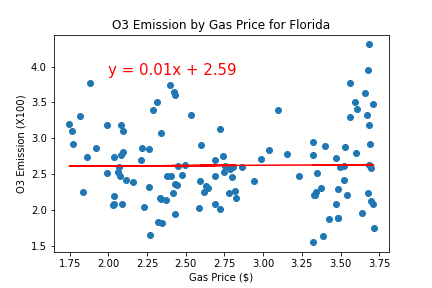 O3 Emission by Gas Price for Florida
y = 0.01x + 2.59
O3 Emission (X100)
4.0
3.5
3.0
2.5
2.0
1.5
1.75 2.00 2.25 2.50 2.75 3.00 3.25 3.50 3.75
Gas Price ($)